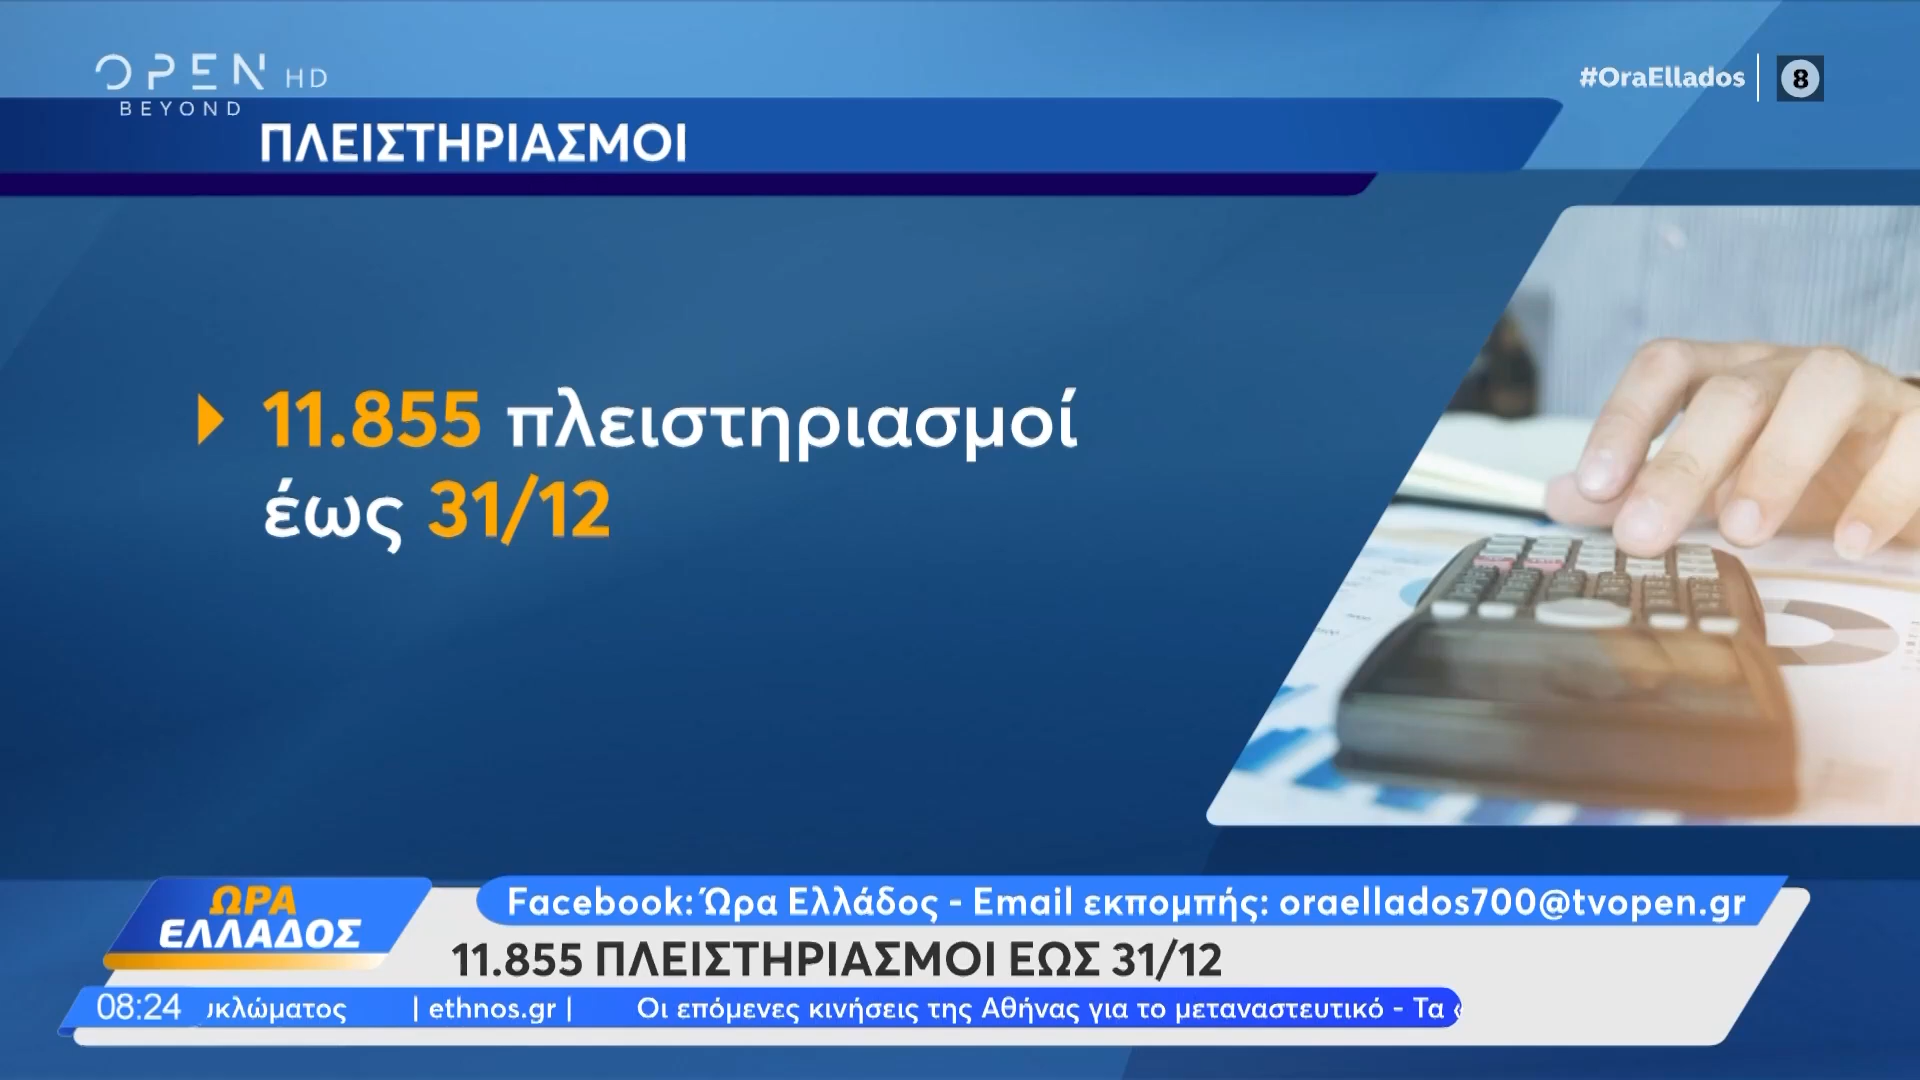 OPEN HD
BEYOND
#OraEllados
8
ΠΛΕΙΣΤΗΡΙΑΣΜΟΙ
11.855 πλειστηριασμοί
έως 31/12
ΩΡΑ
ΕΛΛΑΔΟΣ
Facebook: Ώρα Ελλάδος - Email εκπομπής: oraellados700@tvopen.gr
11.855 ΠΛΕΙΣΤΗΡΙΑΣΜΟΙ ΕΩΣ 31/12
08:24 υκλώματος | ethnos.gr | Οι επόμενες κινήσεις της Αθήνας για το μεταναστευτικό - Τα